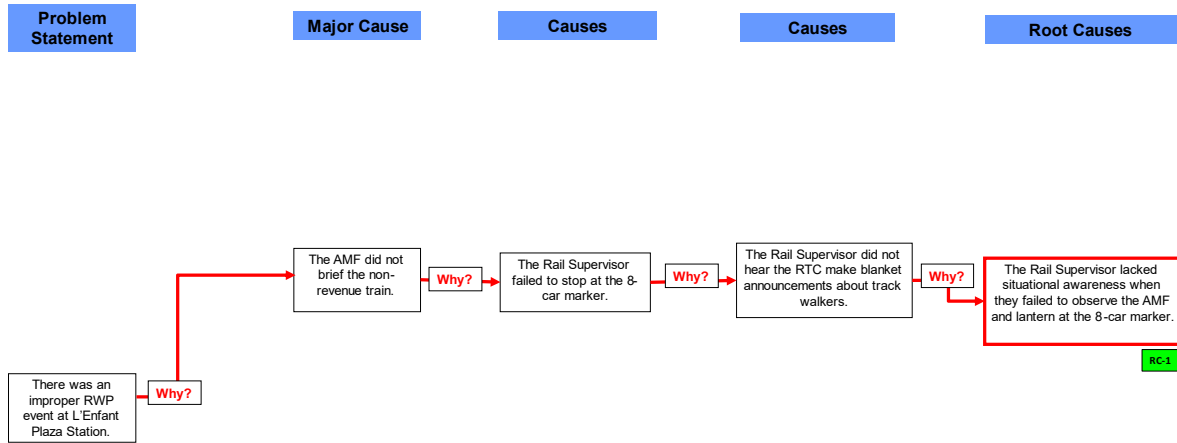 Problem
Statement
Major Cause
Causes
Causes
Root Causes
There was an
improper RWP
event at L'Enfant
Plaza Station.
Why?
The AMF did not
brief the non-
revenue train.
Why?
The Rail Supervisor
failed to stop at the 8-
car marker.
Why?
The Rail Supervisor did not
hear the RTC make blanket
announcements about track
walkers.
Why?
The Rail Supervisor lacked
situational awareness when
they failed to observe the AMF
and lantern at the 8-car marker.
RC-1